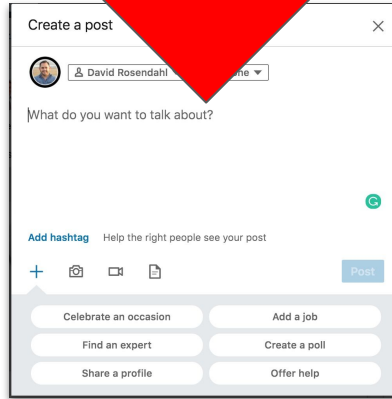 Create a post
David Rosendahl
What do you want to talk about?
Add hashtag Help the right people see your post
Post
Celebrate an occasion Add a job
Find an expert Create a poll
Share a profile Offer help